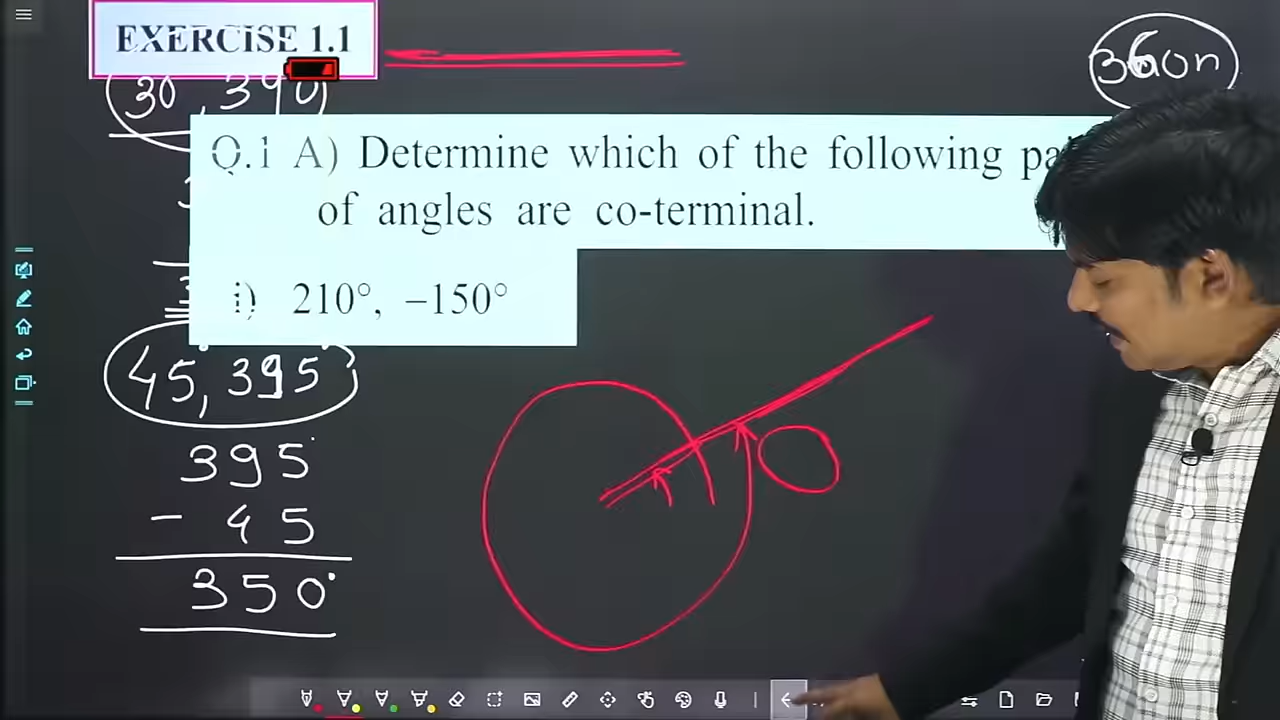 EXERCISE 1.1
360n
30, 390
Q.1 A) Determine which of the following
of angles are co-terminal.
i) 210°, –150°
45°, 395°
395°
- 45
350°